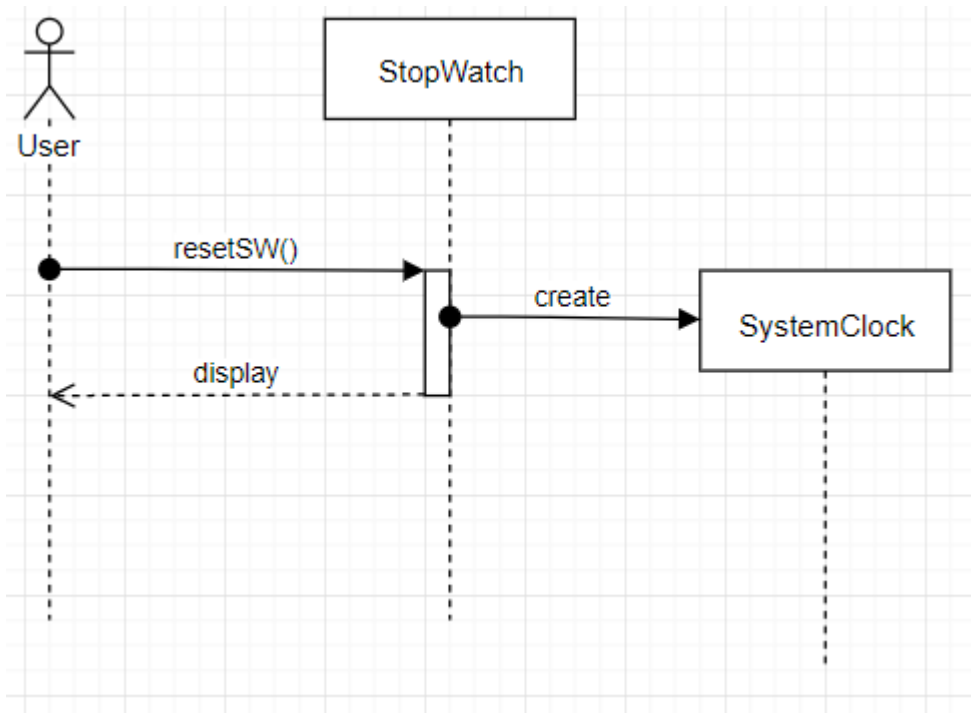 StopWatch
User
resetSW()
create
SystemClock
display